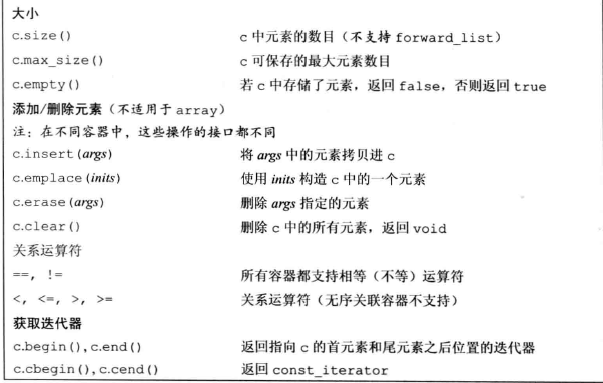 大小
c.size() c 中元素的数目（不支持 forward_list）
c.max_size() c 可保存的最大元素数目
c.empty() 若 c 中存储了元素，返回 false，否则返回 true
添加/删除元素（不适用于 array）
注：在不同容器中，这些操作的接口都不同
c.insert(args) 将 args 中的元素拷贝进 c
c.emplace(inits) 使用 inits 构造 c 中的一个元素
c.erase(args) 删除 args 指定的元素
c.clear() 删除 c 中的所有元素，返回 void
关系运算符
==, != 所有容器都支持相等（不等）运算符
<, <=, >, >= 关系运算符（无序关联容器不支持）
获取迭代器
c.begin(),c.end() 返回指向 c 的首元素和尾元素之后位置的迭代器
c.cbegin(),c.cend() 返回 const_iterator